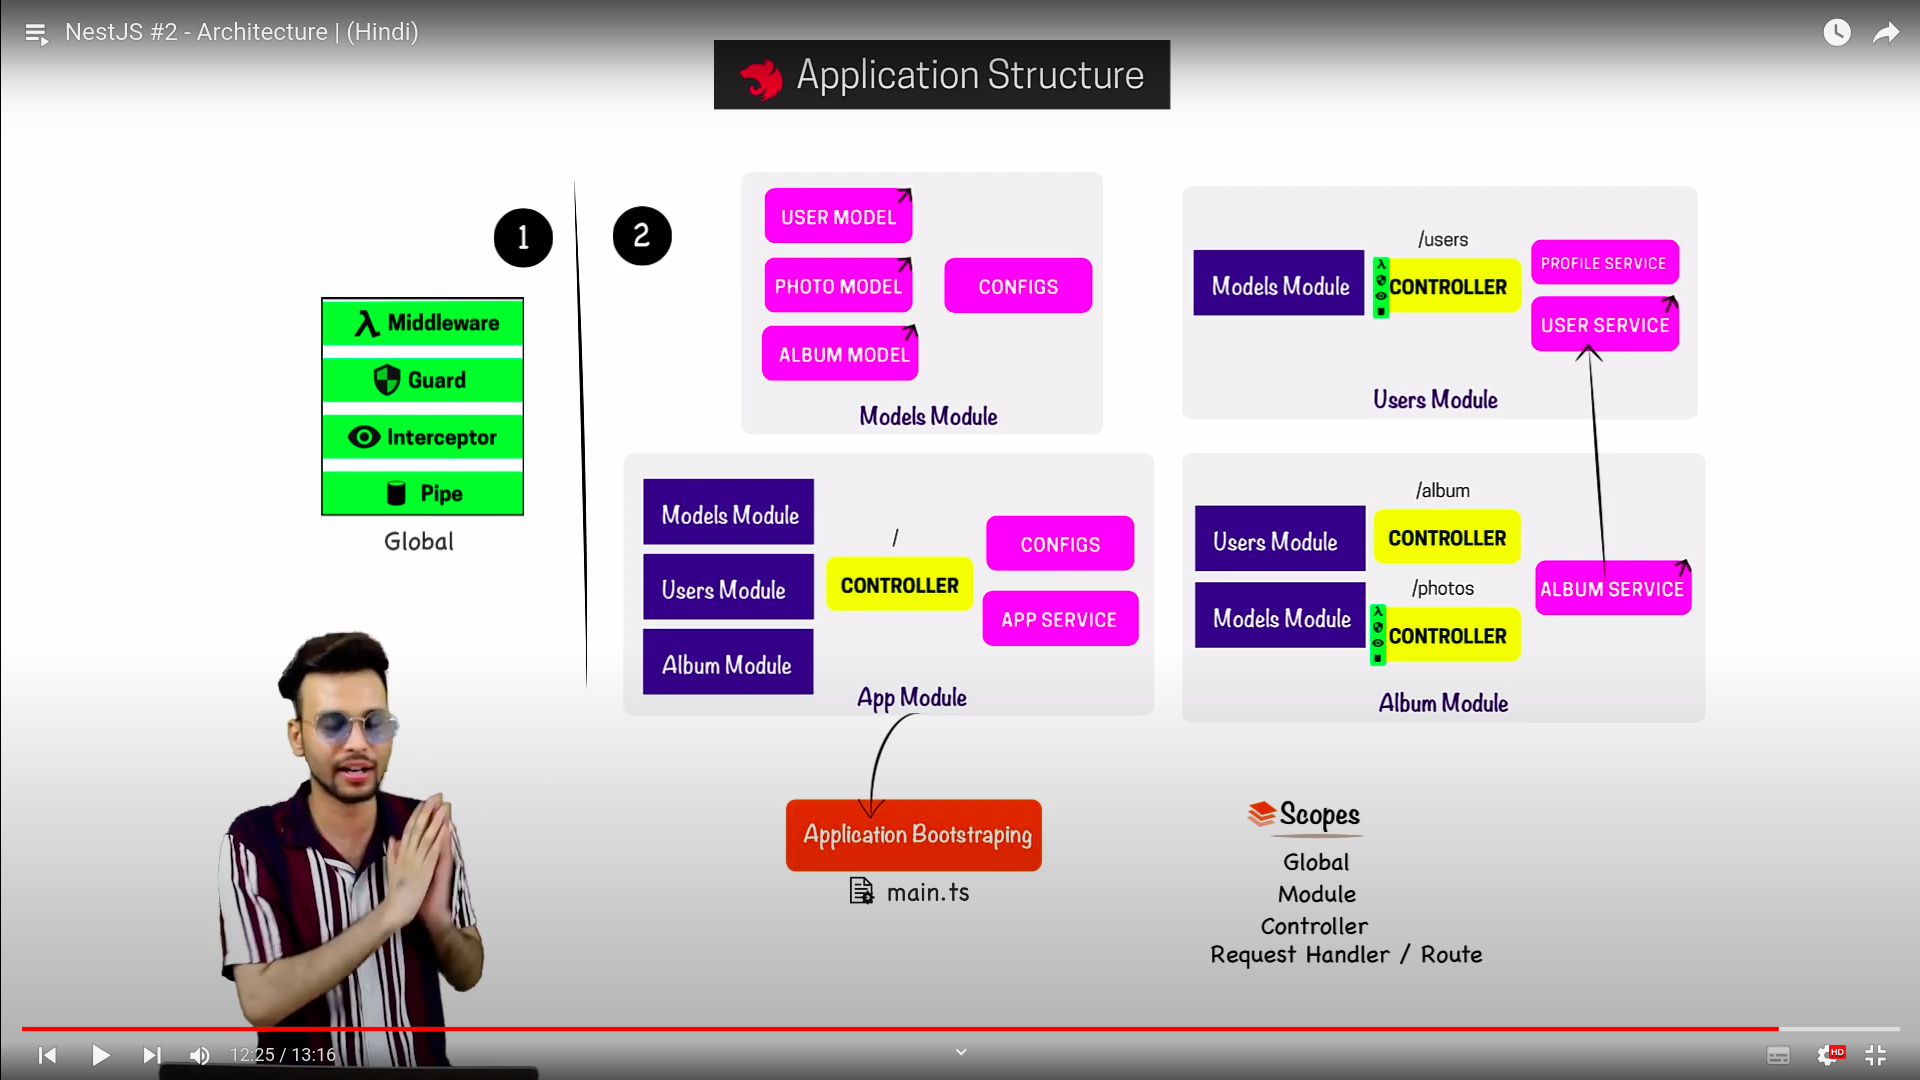 NestJS #2 - Architecture | (Hindi)
Application Structure
1
2
Middleware
Guard
Interceptor
Pipe
Global
USER MODEL
PHOTO MODEL
ALBUM MODEL
CONFIGS
Models Module
/users
Models Module
CONTROLLER
PROFILE SERVICE
USER SERVICE
Users Module
Models Module
Users Module
Album Module
/
CONTROLLER
CONFIGS
APP SERVICE
App Module
/album
Users Module
CONTROLLER
/photos
Models Module
CONTROLLER
ALBUM SERVICE
Album Module
Application Bootstraping
main.ts
Scopes
Global
Module
Controller
Request Handler / Route
12:25 / 13:16
HD